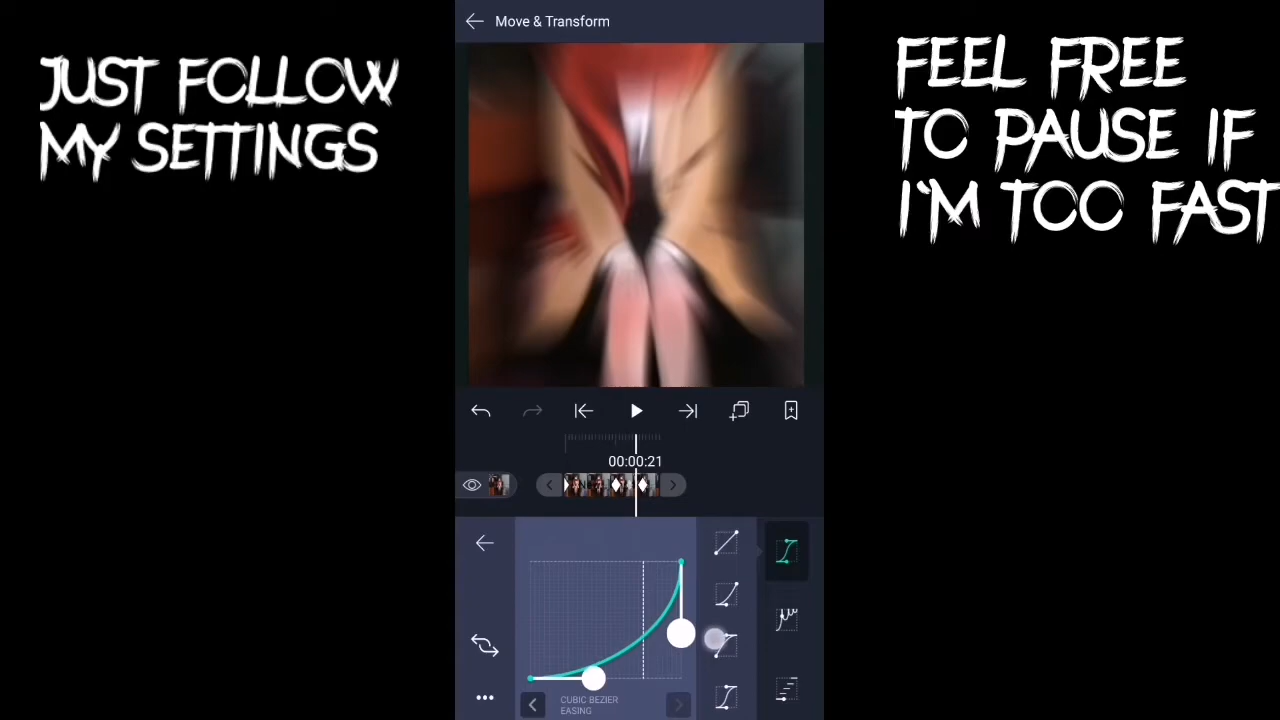 Move & Transform
JUST FOLLOW
MY SETTINGS
FEEL FREE
TO PAUSE IF
I'M TOO FAST
00:00:21
CUBIC BEZIER
EASING